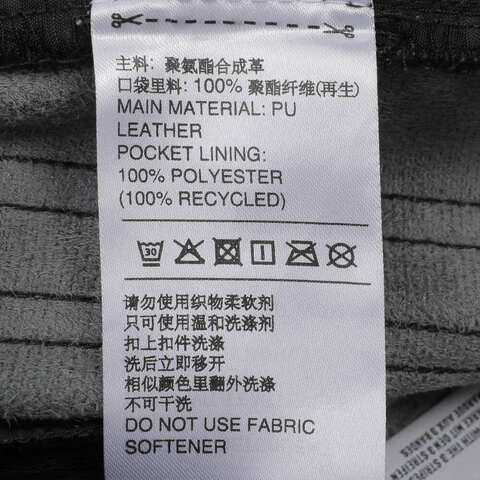 主料: 聚氨酯合成革
口袋里料: 100% 聚酯纤维(再生)
MAIN MATERIAL: PU
LEATHER
POCKET LINING:
100% POLYESTER
(100% RECYCLED)
30
请勿使用织物柔软剂
只可使用温和洗涤剂
扣上扣件洗涤
洗后立即移开
相似颜色里翻外洗涤
不可干洗
DO NOT USE FABRIC
SOFTENER